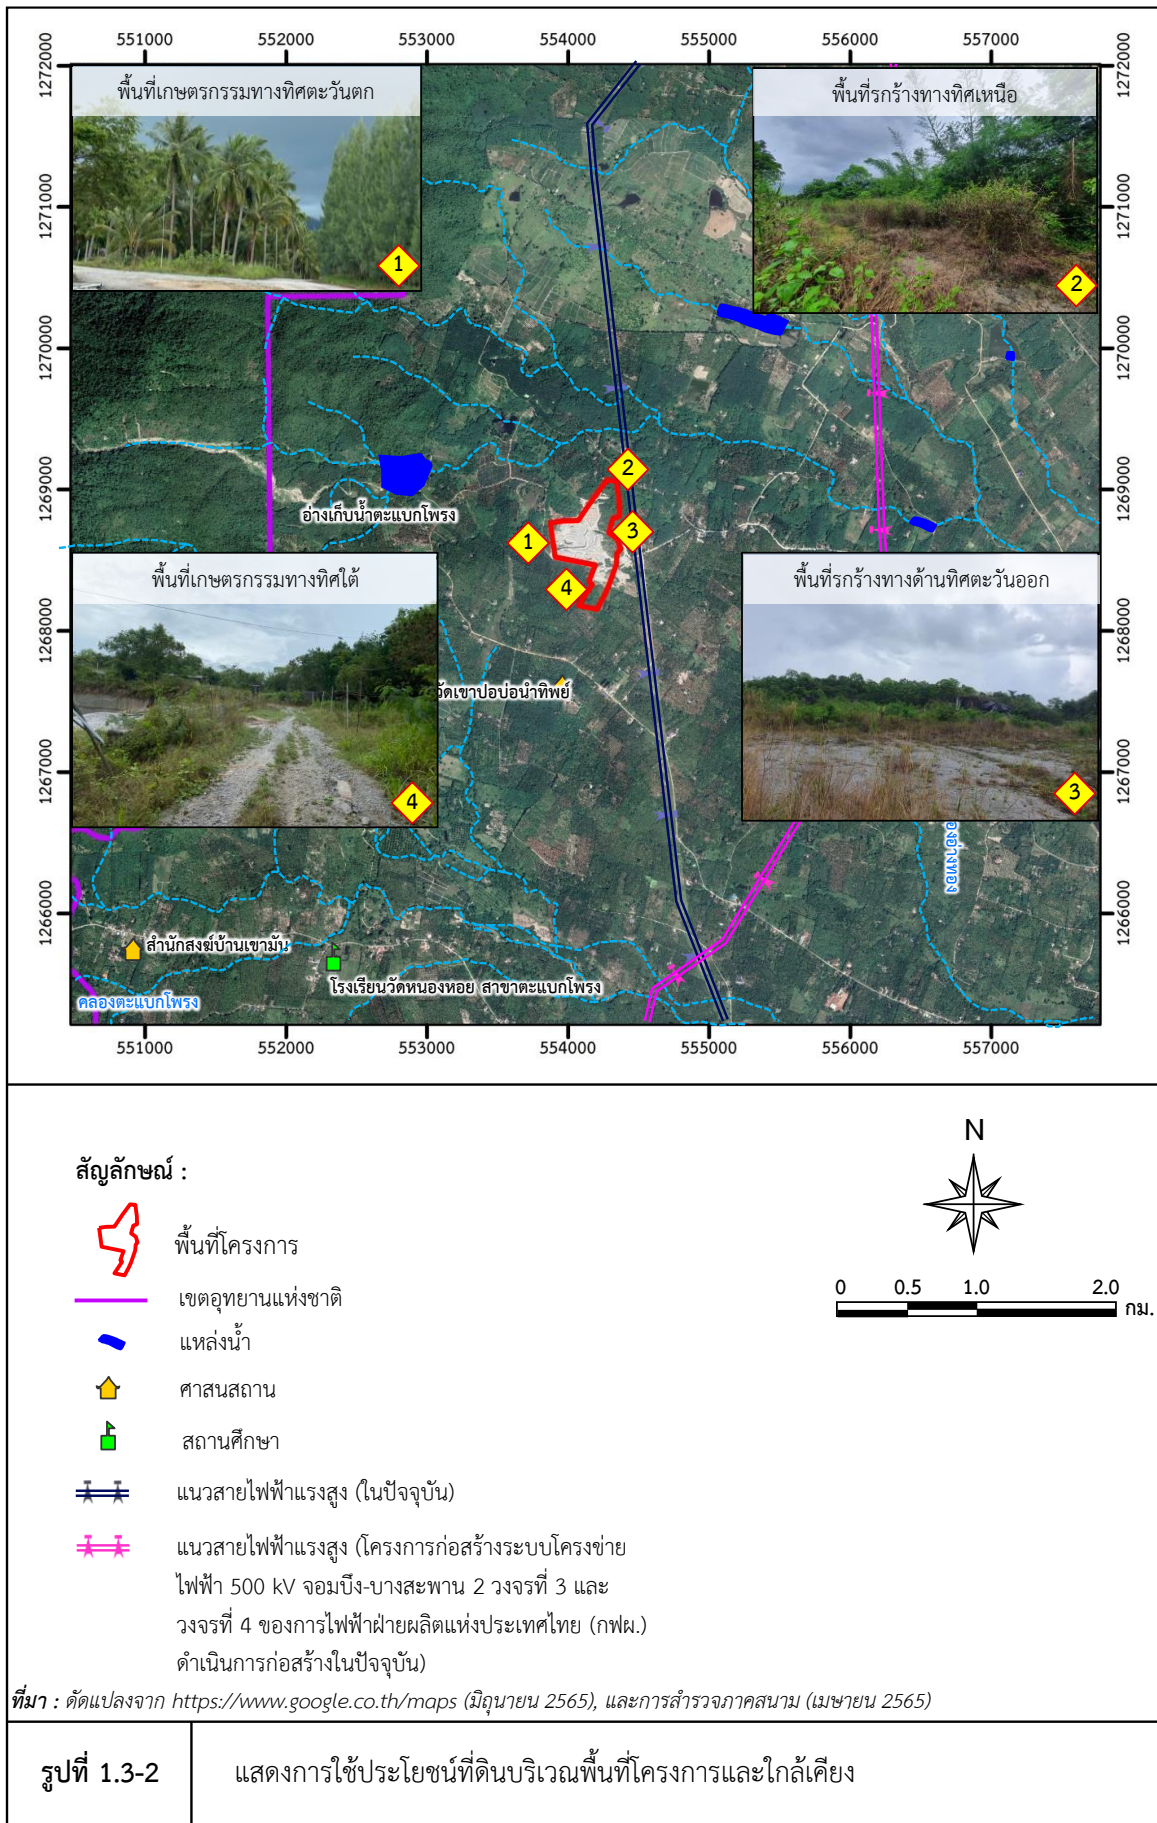 551000 552000 553000 554000 555000 556000 557000
1272000 1272000
พื้นที่เกษตรกรรมทางทิศตะวันตก
พื้นที่รกร้างทางทิศเหนือ
1271000 1271000
1
2
1270000 1270000
2
1269000 1269000
อ่างเก็บน้ำตะแบกโพรง
3
1
4
พื้นที่เกษตรกรรมทางทิศใต้
พื้นที่รกร้างทางด้านทิศตะวันออก
1268000 1268000
วัดเขาปอบ่อน้ำทิพย์
1267000 1267000
4
3
1266000 1266000
สำนักสงฆ์บ้านเขามัน
โรงเรียนวัดหนองหอย สาขาตะแบกโพรง
คลองตะแบกโพรง
551000 552000 553000 554000 555000 556000 557000
สัญลักษณ์ :
N
พื้นที่โครงการ
เขตอุทยานแห่งชาติ
0 0.5 1.0 2.0
กม.
แหล่งน้ำ
ศาสนสถาน
สถานศึกษา
แนวสายไฟฟ้าแรงสูง (ในปัจจุบัน)
แนวสายไฟฟ้าแรงสูง (โครงการก่อสร้างระบบโครงข่าย
ไฟฟ้า 500 kV จอมบึง-บางสะพาน 2 วงจรที่ 3 และ
วงจรที่ 4 ของการไฟฟ้าฝ่ายผลิตแห่งประเทศไทย (กฟผ.)
ดำเนินการก่อสร้างในปัจจุบัน)
ที่มา : ดัดแปลงจาก https://www.google.co.th/maps (มิถุนายน 2565), และการสำรวจภาคสนาม (เมษายน 2565)
รูปที่ 1.3-2
แสดงการใช้ประโยชน์ที่ดินบริเวณพื้นที่โครงการและใกล้เคียง